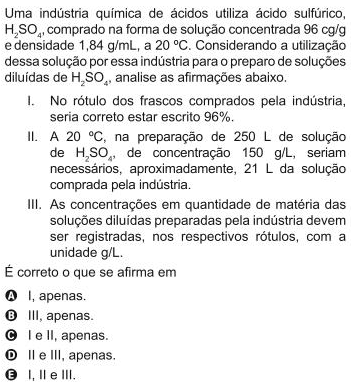 Uma indústria química de ácidos utiliza ácido sulfúrico,
H₂SO₄, comprado na forma de solução concentrada 96 cg/g
e densidade 1,84 g/mL, a 20 ºC. Considerando a utilização
dessa solução por essa indústria para o preparo de soluções
diluídas de H₂SO₄, analise as afirmações abaixo.
I. No rótulo dos frascos comprados pela indústria,
seria correto estar escrito 96%.
II. A 20 ºC, na preparação de 250 L de solução
de H₂SO₄, de concentração 150 g/L, seriam
necessários, aproximadamente, 21 L da solução
comprada pela indústria.
III. As concentrações em quantidade de matéria das
soluções diluídas preparadas pela indústria devem
ser registradas, nos respectivos rótulos, com a
unidade g/L.
É correto o que se afirma em
A I, apenas.
B III, apenas.
C I e II, apenas.
D II e III, apenas.
E I, II e III.